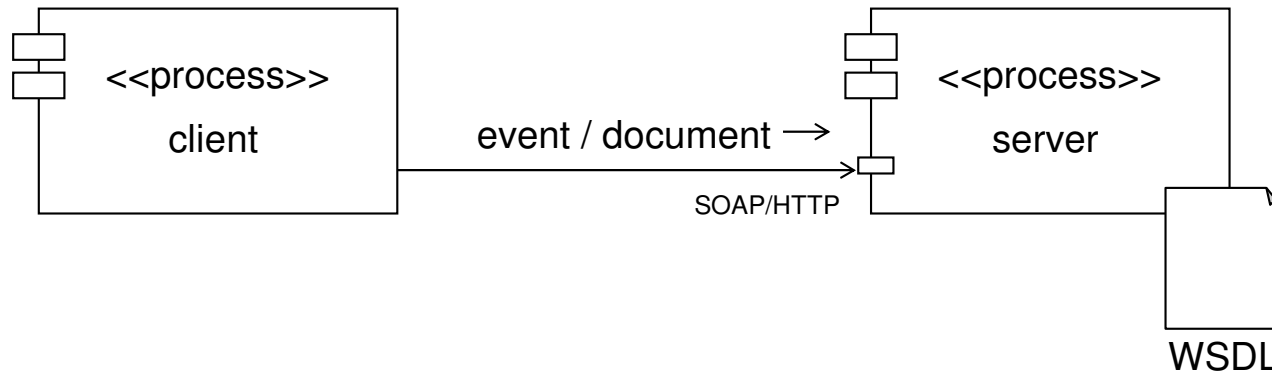 <<process>>
client
event / document →
SOAP/HTTP
<<process>>
server
WSDL